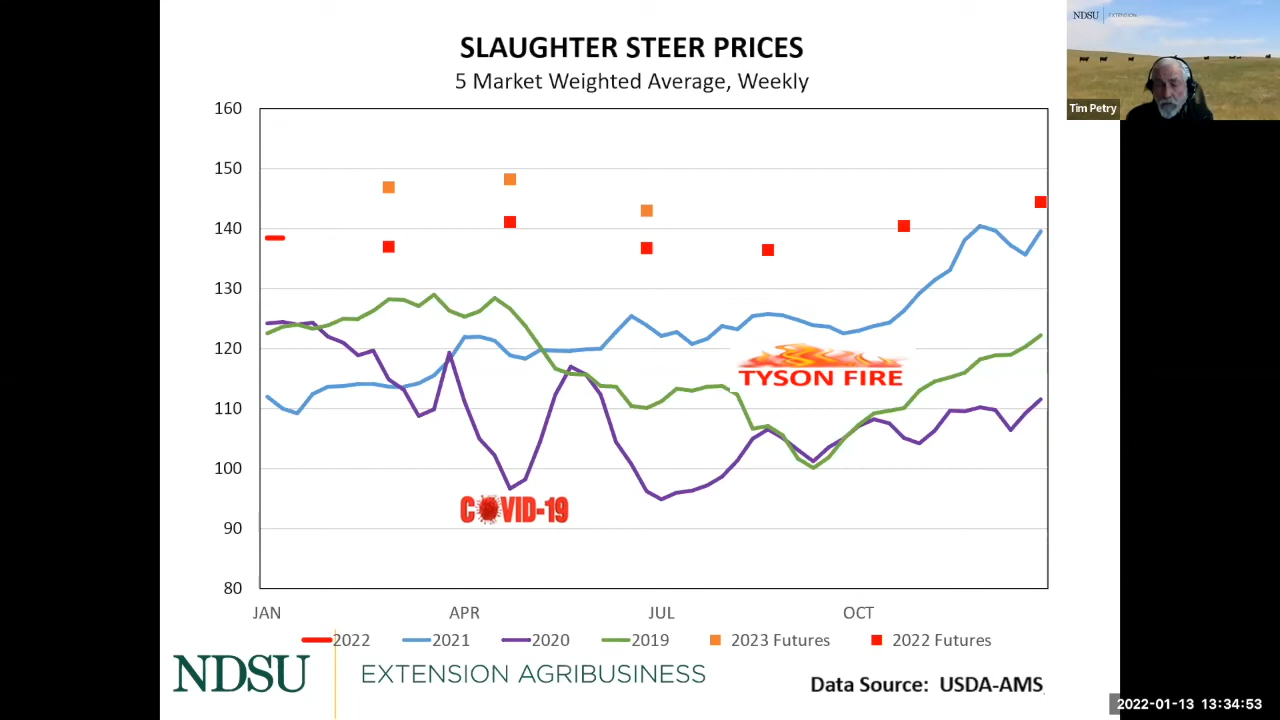 SLAUGHTER STEER PRICES
5 Market Weighted Average, Weekly
NDSU EXTENSION
Tim Petry
160
150
140
130
120
110
100
90
80
TYSON FIRE
COVID-19
JAN APR JUL OCT
2022 2021 2020 2019 2023 Futures 2022 Futures
NDSU EXTENSION AGRIBUSINESS
Data Source: USDA-AMS
2022-01-13 13:34:53